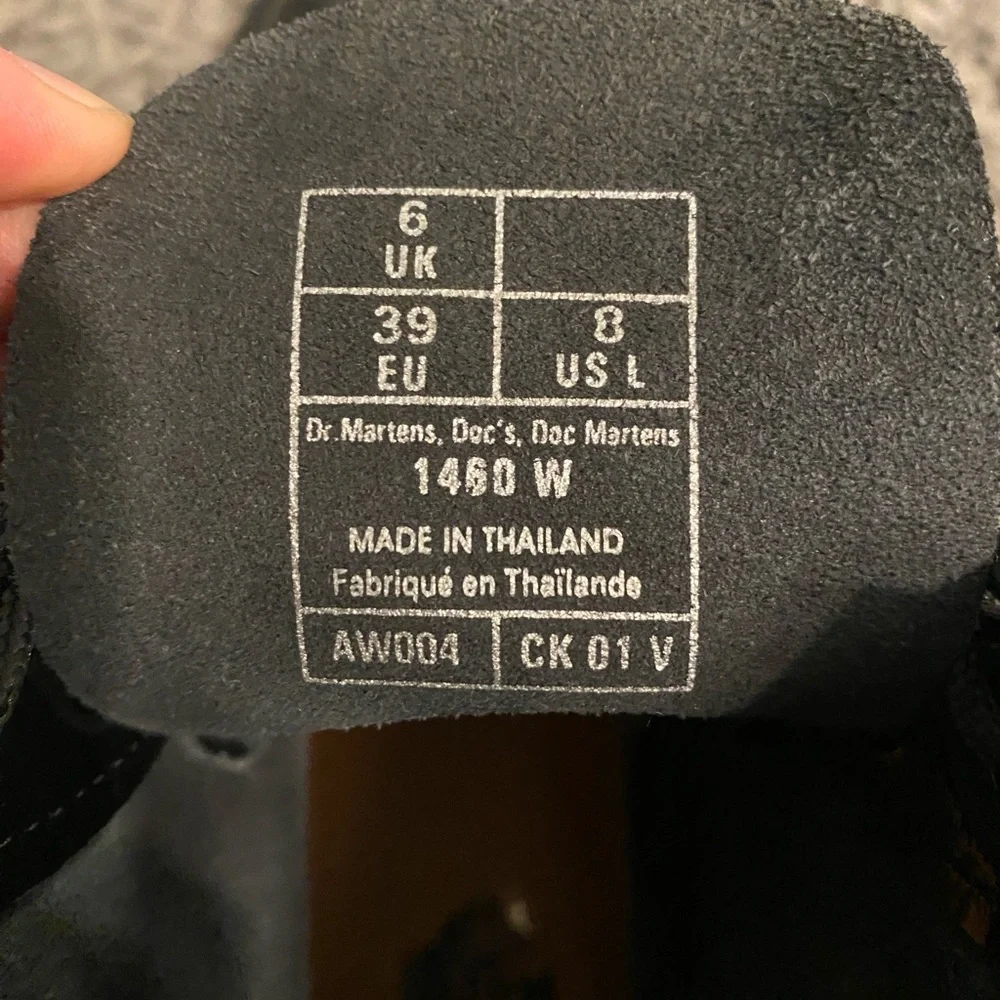 6
UK
39
EU
8
US L
Dr.Martens, Doc's, Doc Martens
1460 W
MADE IN THAILAND
Fabriqué en Thaïlande
AW004
CK 01 V